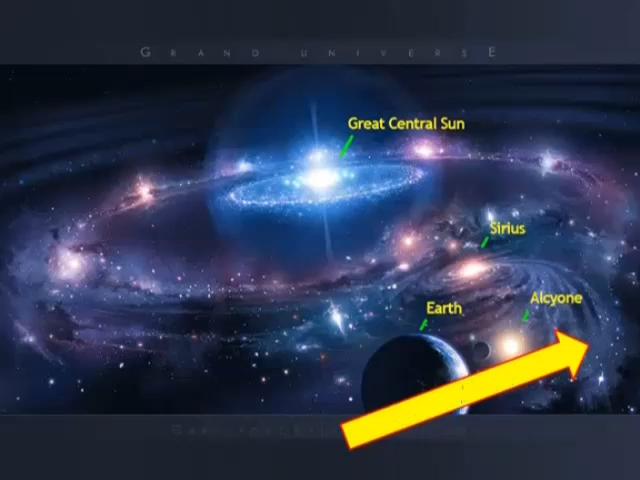 GRAND UNIVERSE
Great Central Sun
Sirius
Alcyone
Earth